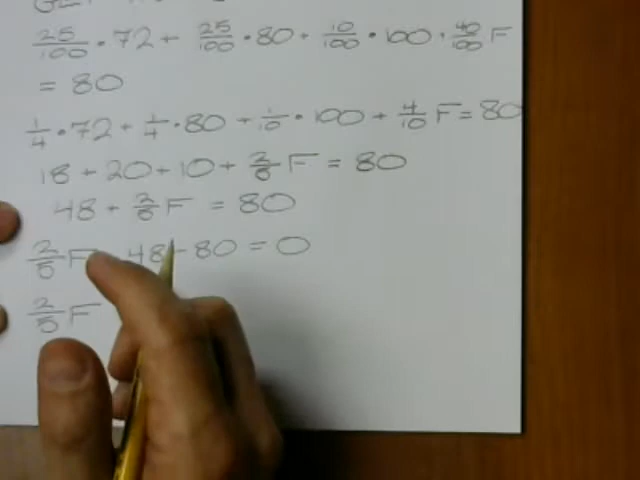 25/100 • 72 + 25/100 • 80 + 10/100 • 100 • 40/100 F
= 80
1/4 • 72 + 1/4 • 80 + 1/10 • 100 + 4/10 F = 80
18 + 20 + 10 + 2/5 F = 80
48 + 2/5 F = 80
2/5 F 48 - 80 = 0
2/5 F